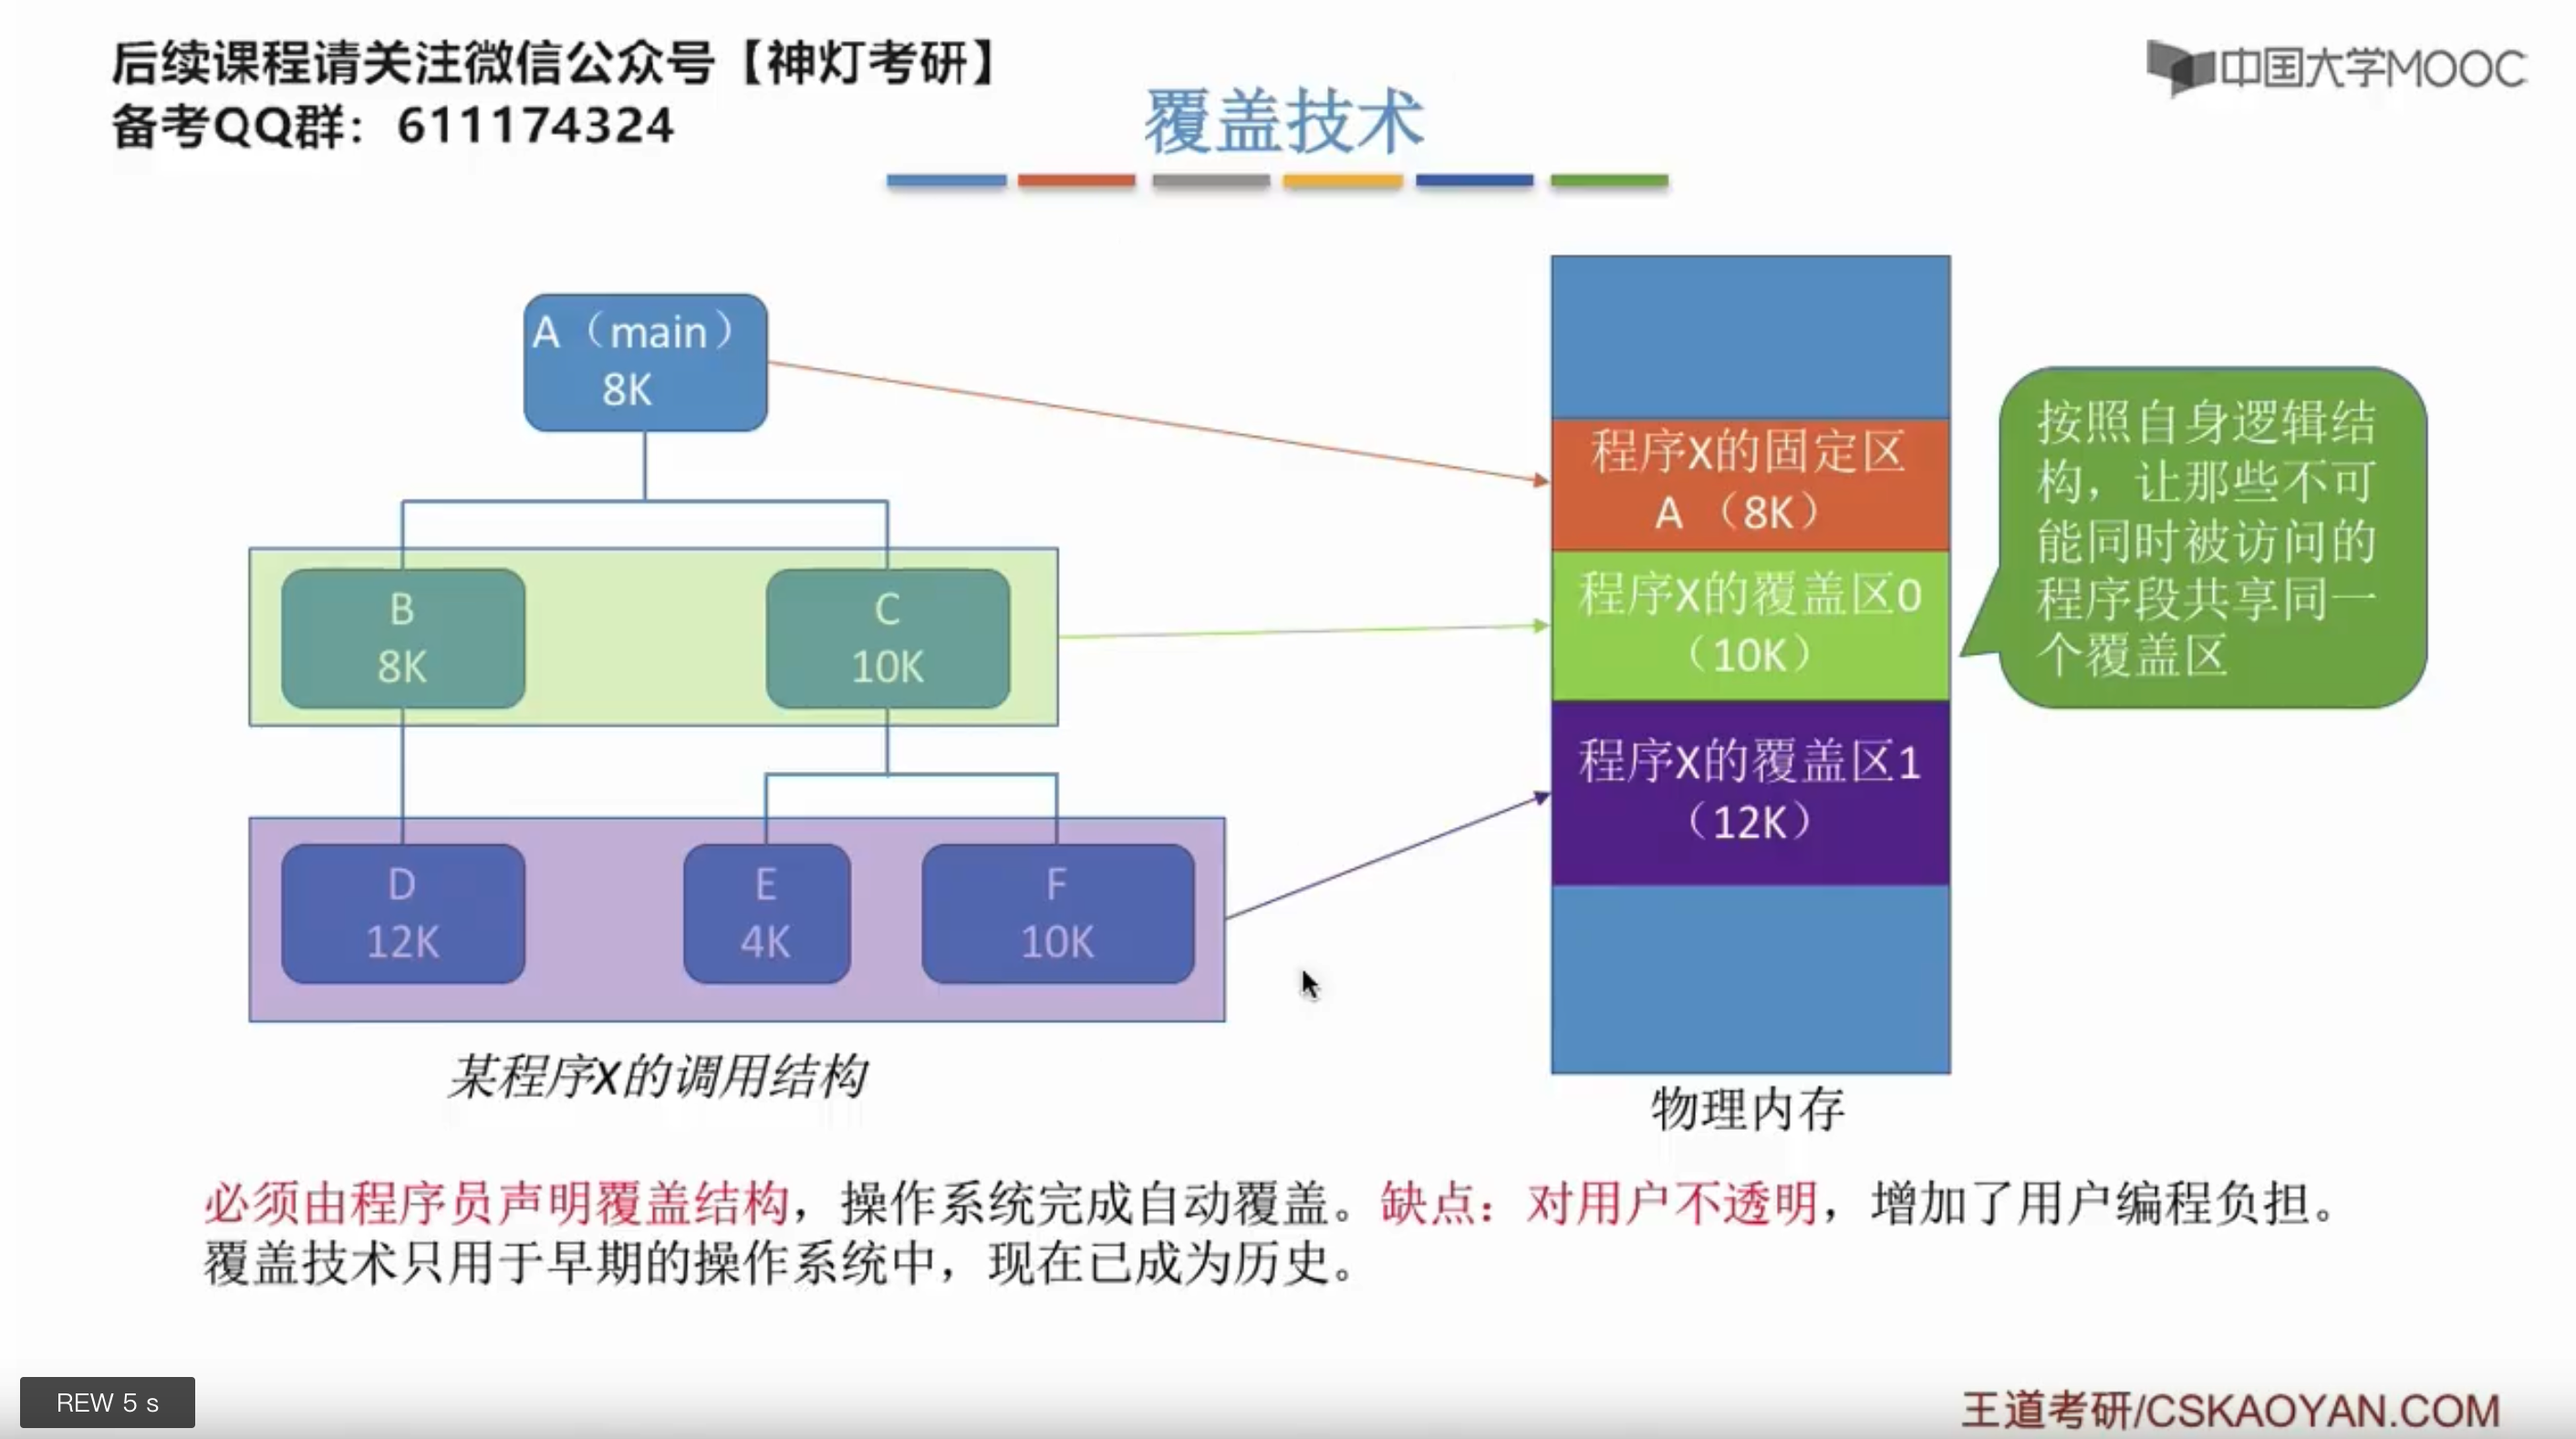 后续课程请关注微信公众号【神灯考研】
备考QQ群：611174324
中国大学MOOC
覆盖技术
A（main）
8K
B
8K
C
10K
D
12K
E
4K
F
10K
某程序X的调用结构
程序X的固定区
A （8K）
程序X的覆盖区0
（10K）
程序X的覆盖区1
（12K）
物理内存
按照自身逻辑结
构，让那些不可
能同时被访问的
程序段共享同一
个覆盖区
必须由程序员声明覆盖结构，操作系统完成自动覆盖。缺点：对用户不透明，增加了用户编程负担。
覆盖技术只用于早期的操作系统中，现在已成为历史。
REW 5 s
王道考研/CSKAOYAN.COM